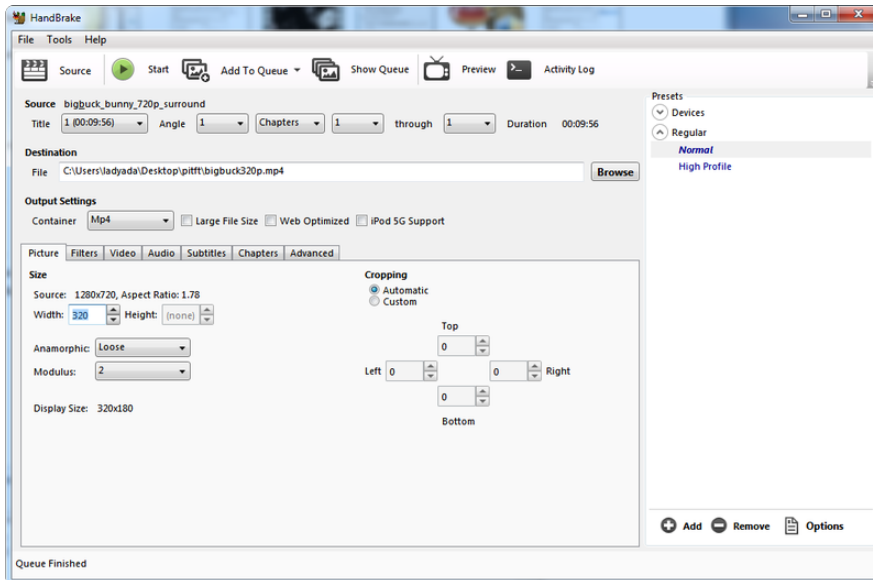 HandBrake
File Tools Help
Source Start Add To Queue Show Queue Preview Activity Log
Source bigbuck_bunny_720p_surround
Title 1 (00:09:56) Angle 1 Chapters 1 through 1 Duration 00:09:56
Destination
File C:\Users\ladyada\Desktop\pitft\bigbuck320p.mp4 Browse
Output Settings
Container Mp4 Large File Size Web Optimized iPod 5G Support
Picture Filters Video Audio Subtitles Chapters Advanced
Size
Source: 1280x720, Aspect Ratio: 1.78
Width: 320 Height: (none)
Anamorphic: Loose
Modulus: 2
Display Size: 320x180
Cropping
Automatic
Custom
Top
0
Left 0 0 Right
0
Bottom
Presets
Devices
Regular
Normal
High Profile
Add Remove Options
Queue Finished